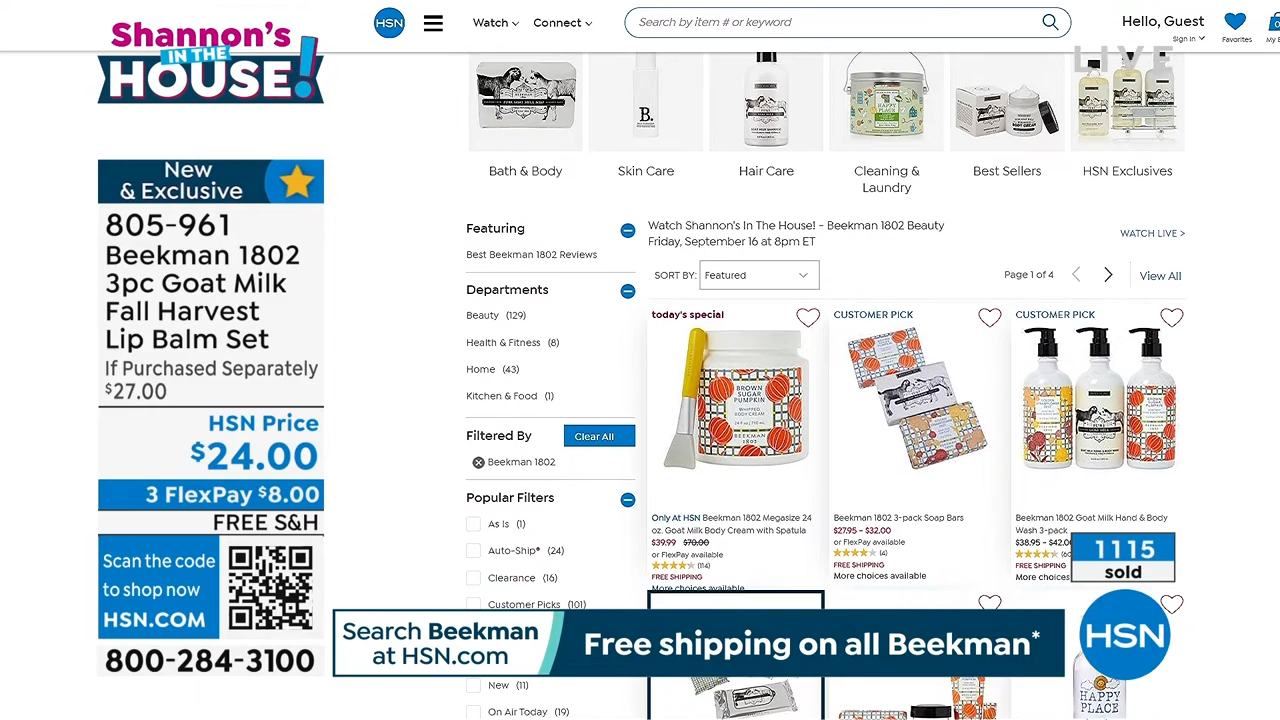 Shannon's
IN THE
HOUSE!
New
& Exclusive
805-961
Beekman 1802
3pc Goat Milk
Fall Harvest
Lip Balm Set
If Purchased Separately
$27.00
HSN Price
$24.00
3 FlexPay $8.00
FREE S&H
Scan the code
to shop now
HSN.COM
800-284-3100
HSN
Watch
Connect
Search by item # or keyword
Hello, Guest
Sign In
Favorites
LIVE
B.
Bath & Body
Skin Care
Hair Care
Cleaning &
Laundry
Best Sellers
HSN Exclusives
Featuring
Best Beekman 1802 Reviews
Departments
Beauty (129)
Health & Fitness (8)
Home (43)
Kitchen & Food (1)
Filtered By
Clear All
Beekman 1802
Popular Filters
As Is (1)
Auto-Ship® (24)
Clearance (16)
Customer Picks (101)
New (11)
On Air Today (19)
Watch Shannon's In The House! - Beekman 1802 Beauty
Friday, September 16 at 8pm ET
WATCH LIVE >
SORT BY: Featured
Page 1 of 4
View All
today's special
BROWN
SUGAR
PUMPKIN
WHIPPED
BODY CREAM
BEEKMAN
1802
Only At HSN Beekman 1802 Megasize 24
oz. Goat Milk Body Cream with Spatula
$39.99 $70.00
or FlexPay available
(114)
FREE SHIPPING
More choices available
CUSTOMER PICK
Beekman 1802 3-pack Soap Bars
$27.95 - $32.00
or FlexPay available
(4)
FREE SHIPPING
More choices available
CUSTOMER PICK
Beekman 1802 Goat Milk Hand & Body
Wash 3-pack
$38.95 - $42.00
FREE SHIPPING
More choices
1115
sold
Search Beekman
at HSN.com
Free shipping on all Beekman*
HSN
HAPPY
PLACE